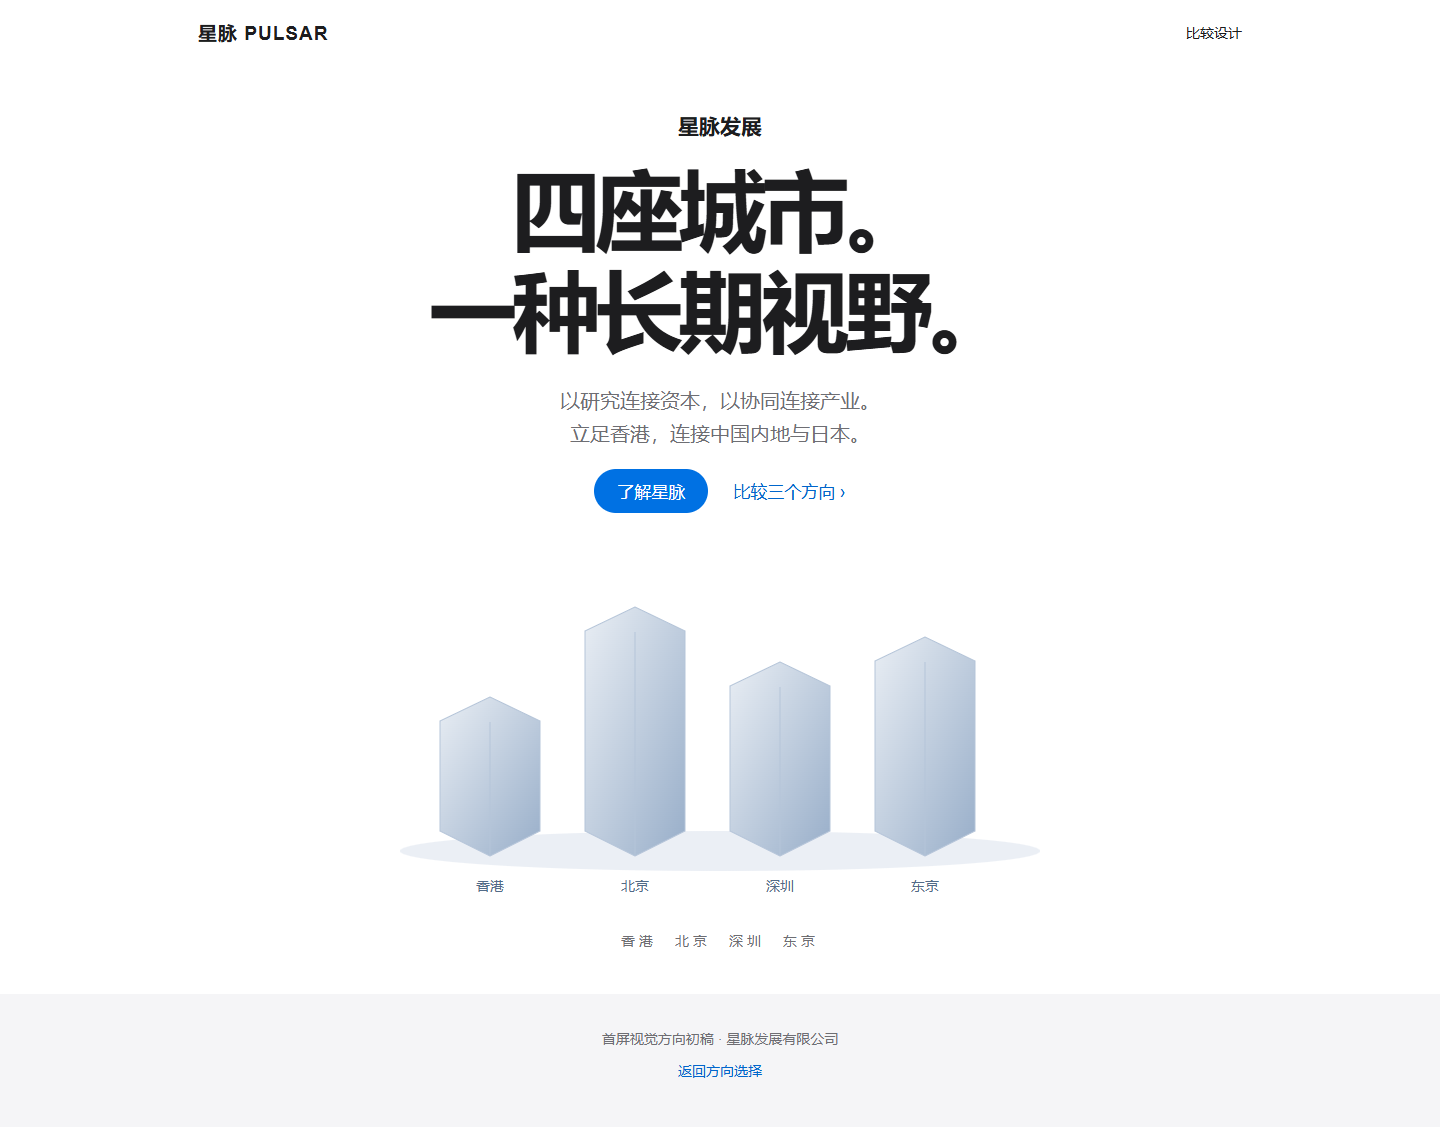 星脉 PULSAR
比较设计
星脉发展
四座城市。
一种长期视野。
以研究连接资本，以协同连接产业。
立足香港，连接中国内地与日本。
了解星脉
比较三个方向 ›
香港
北京
深圳
东京
香港 北京 深圳 东京
首屏视觉方向初稿 · 星脉发展有限公司
返回方向选择